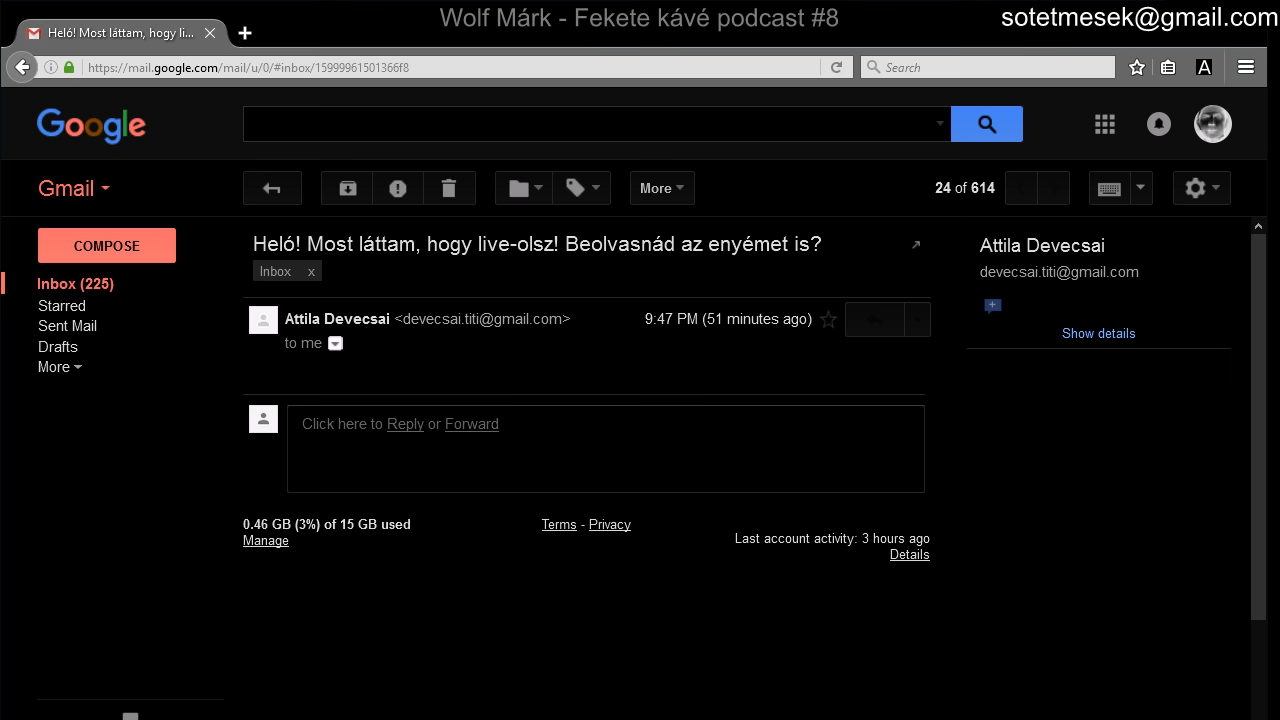 Wolf Márk - Fekete kávé podcast #8
sotetmesek@gmail.com
Heló! Most láttam, hogy li...
https://mail.google.com/mail/u/0/#inbox/15999961501366f8
Search
A
Google
Gmail
More
24 of 614
COMPOSE
Heló! Most láttam, hogy live-olsz! Beolvasnád az enyémet is?
Inbox x
Attila Devecsai
devecsai.titi@gmail.com
Show details
Inbox (225)
Starred
Sent Mail
Drafts
More
Attila Devecsai <devecsai.titi@gmail.com>
9:47 PM (51 minutes ago)
to me
Click here to Reply or Forward
0.46 GB (3%) of 15 GB used
Manage
Terms - Privacy
Last account activity: 3 hours ago
Details